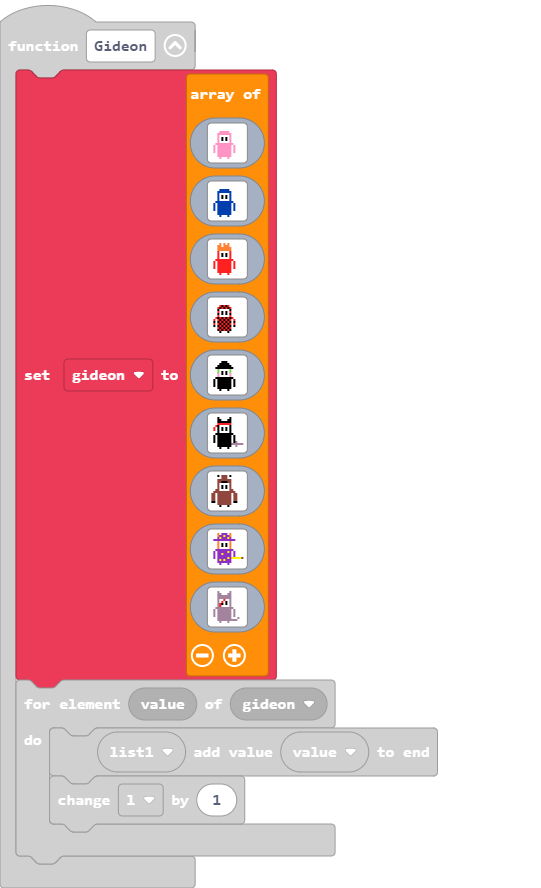 function Gideon
array of
set gideon to
for element value of gideon
do
list1 add value value to end
change l by 1